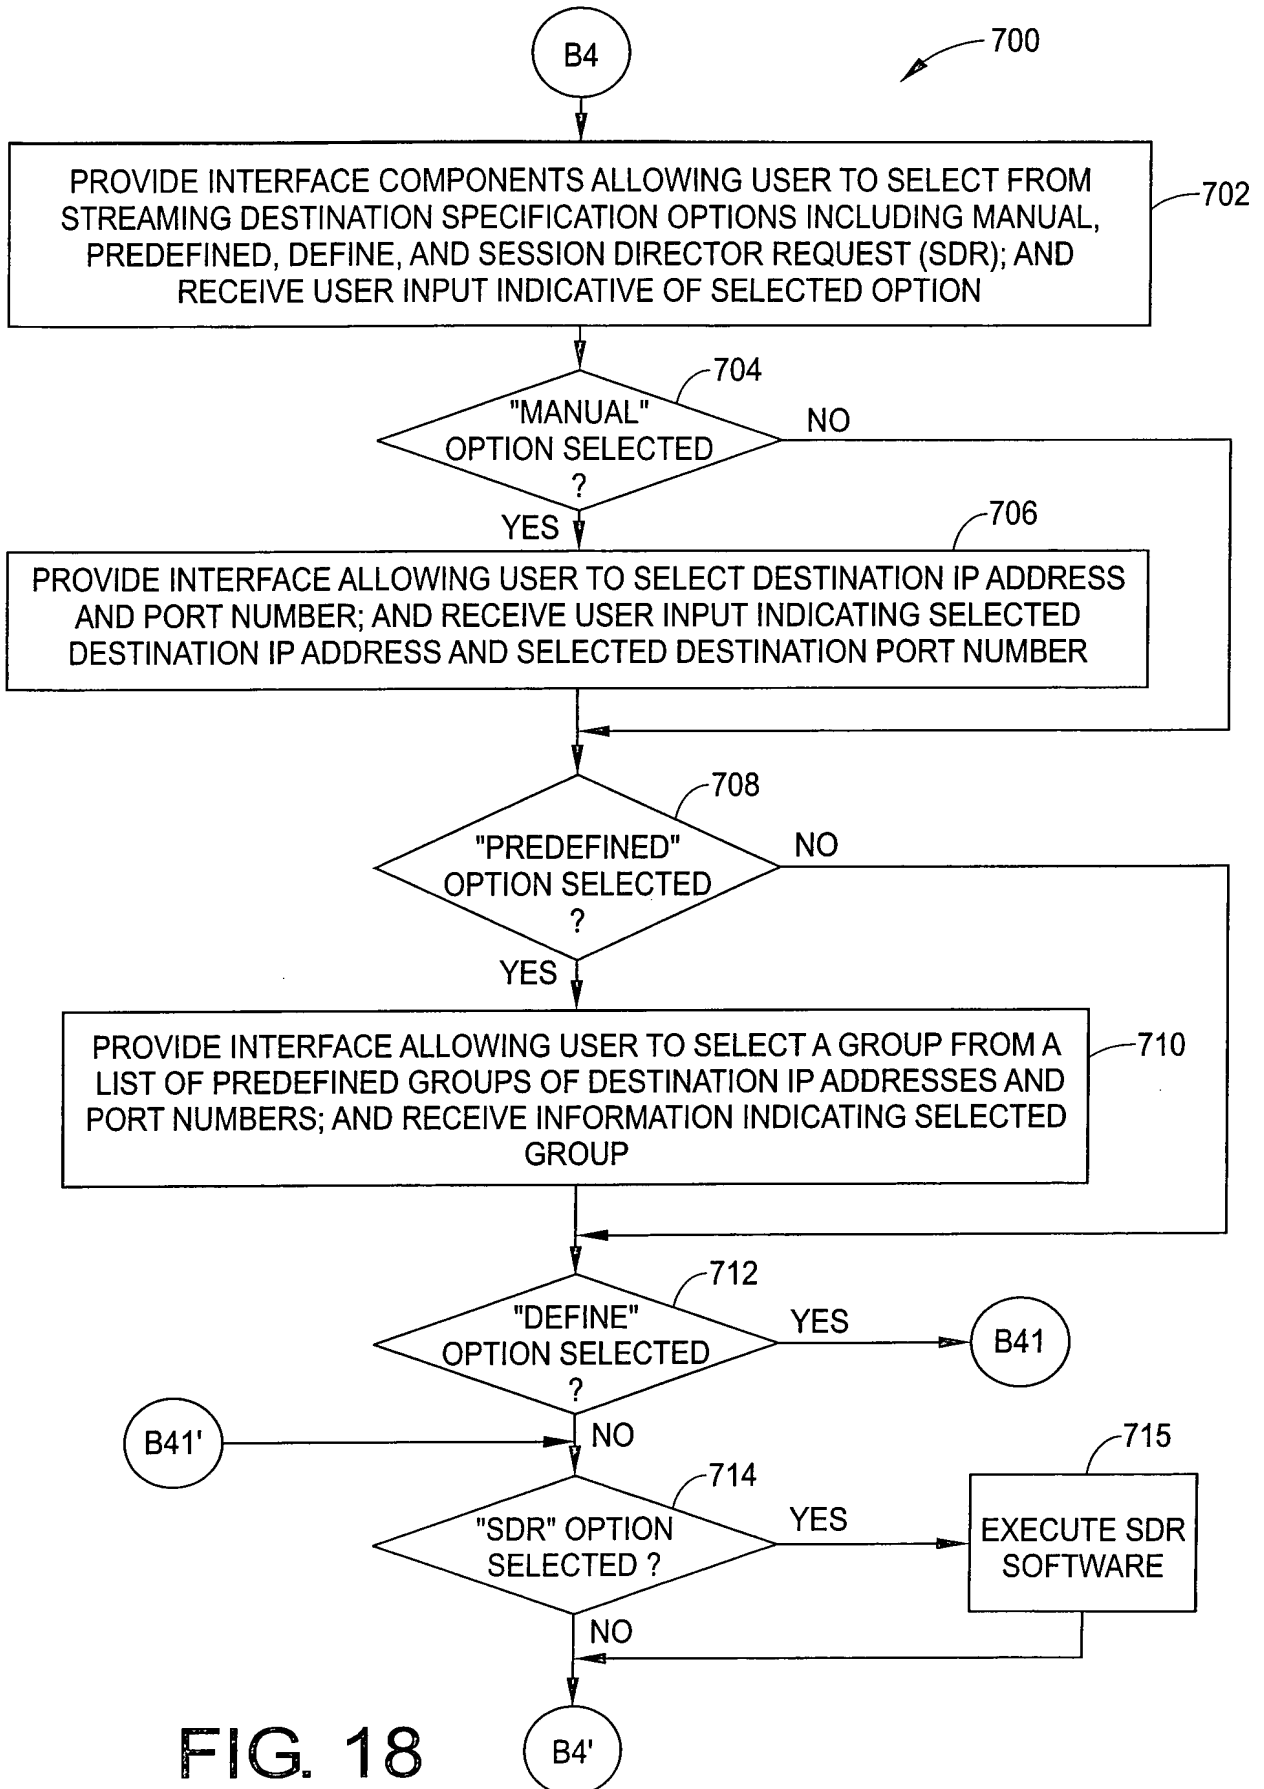 B4
700
PROVIDE INTERFACE COMPONENTS ALLOWING USER TO SELECT FROM
STREAMING DESTINATION SPECIFICATION OPTIONS INCLUDING MANUAL,
PREDEFINED, DEFINE, AND SESSION DIRECTOR REQUEST (SDR); AND
RECEIVE USER INPUT INDICATIVE OF SELECTED OPTION
702
704
"MANUAL"
OPTION SELECTED
?
NO
YES
706
PROVIDE INTERFACE ALLOWING USER TO SELECT DESTINATION IP ADDRESS
AND PORT NUMBER; AND RECEIVE USER INPUT INDICATING SELECTED
DESTINATION IP ADDRESS AND SELECTED DESTINATION PORT NUMBER
708
"PREDEFINED"
OPTION SELECTED
?
NO
YES
PROVIDE INTERFACE ALLOWING USER TO SELECT A GROUP FROM A
LIST OF PREDEFINED GROUPS OF DESTINATION IP ADDRESSES AND
PORT NUMBERS; AND RECEIVE INFORMATION INDICATING SELECTED
GROUP
710
712
"DEFINE"
OPTION SELECTED
?
YES
B41
B41'
NO
714
"SDR" OPTION
SELECTED ?
YES
715
EXECUTE SDR
SOFTWARE
NO
B4'
FIG. 18